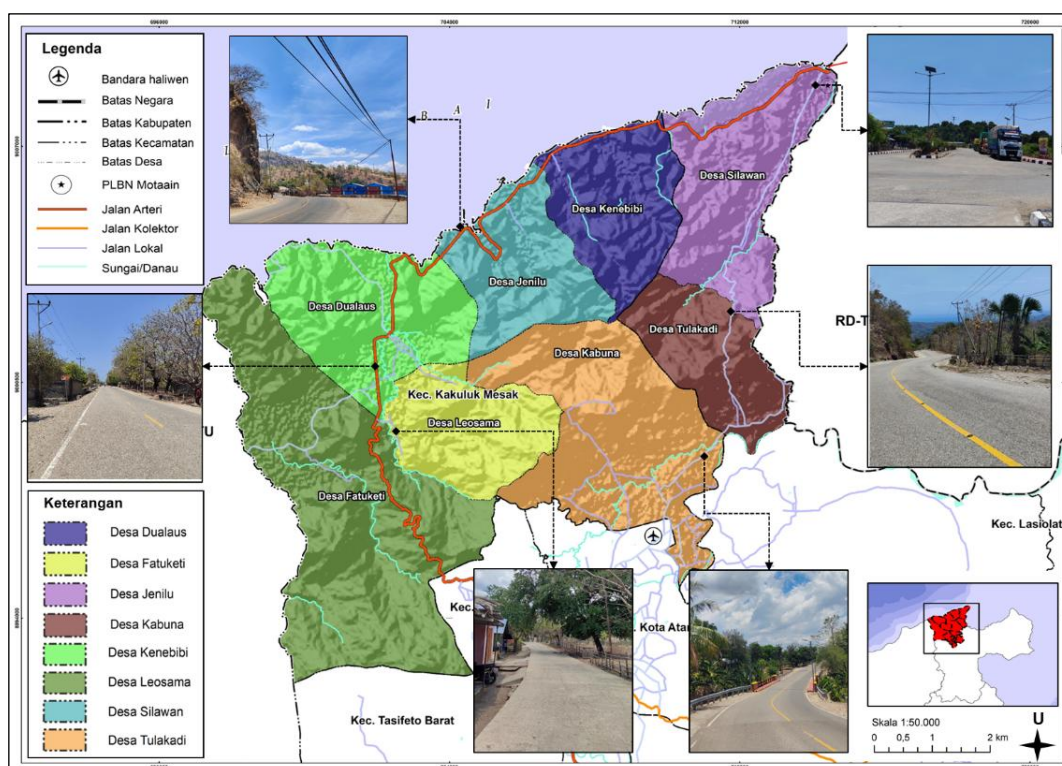 Legenda
Bandara haliwen
Batas Negara
Batas Kabupaten
Batas Kecamatan
Batas Desa
PLBN Motaain
Jalan Arteri
Jalan Kolektor
Jalan Lokal
Sungai/Danau
704000
712000
720000
L
B
A
I
Desa Silawan
Desa Kenebibi
Desa Jenilu
Desa Dualaus
Desa Tulakadi
RD-T
Desa Kabuna
Kec. Kakuluk Mesak
Desa Leosama
TU
Desa Fatuketi
Kec. Lasiolat
Kec.
. Kota Atam
Kec. Tasifeto Barat
Keterangan
Desa Dualaus
Desa Fatuketi
Desa Jenilu
Desa Kabuna
Desa Kenebibi
Desa Leosama
Desa Silawan
Desa Tulakadi
Skala 1:50.000
U
0 0,5 1 2 km